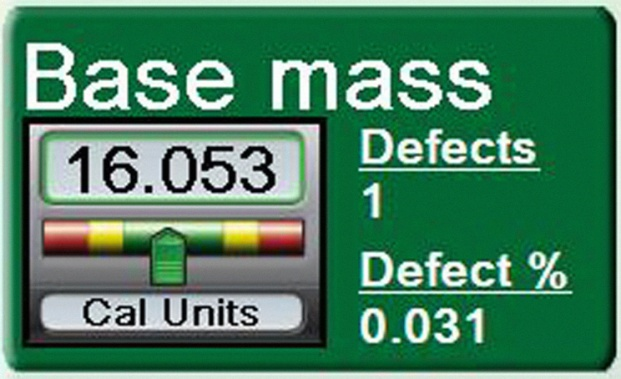 Base mass
16.053
Cal Units
Defects
1
Defect %
0.031